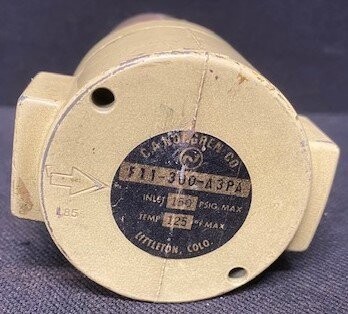 C.A. NORGREN CO.
F11-300-A3PA
INLET 150 PSIG. MAX
TEMP 125 °F MAX
LITTLETON, COLO.